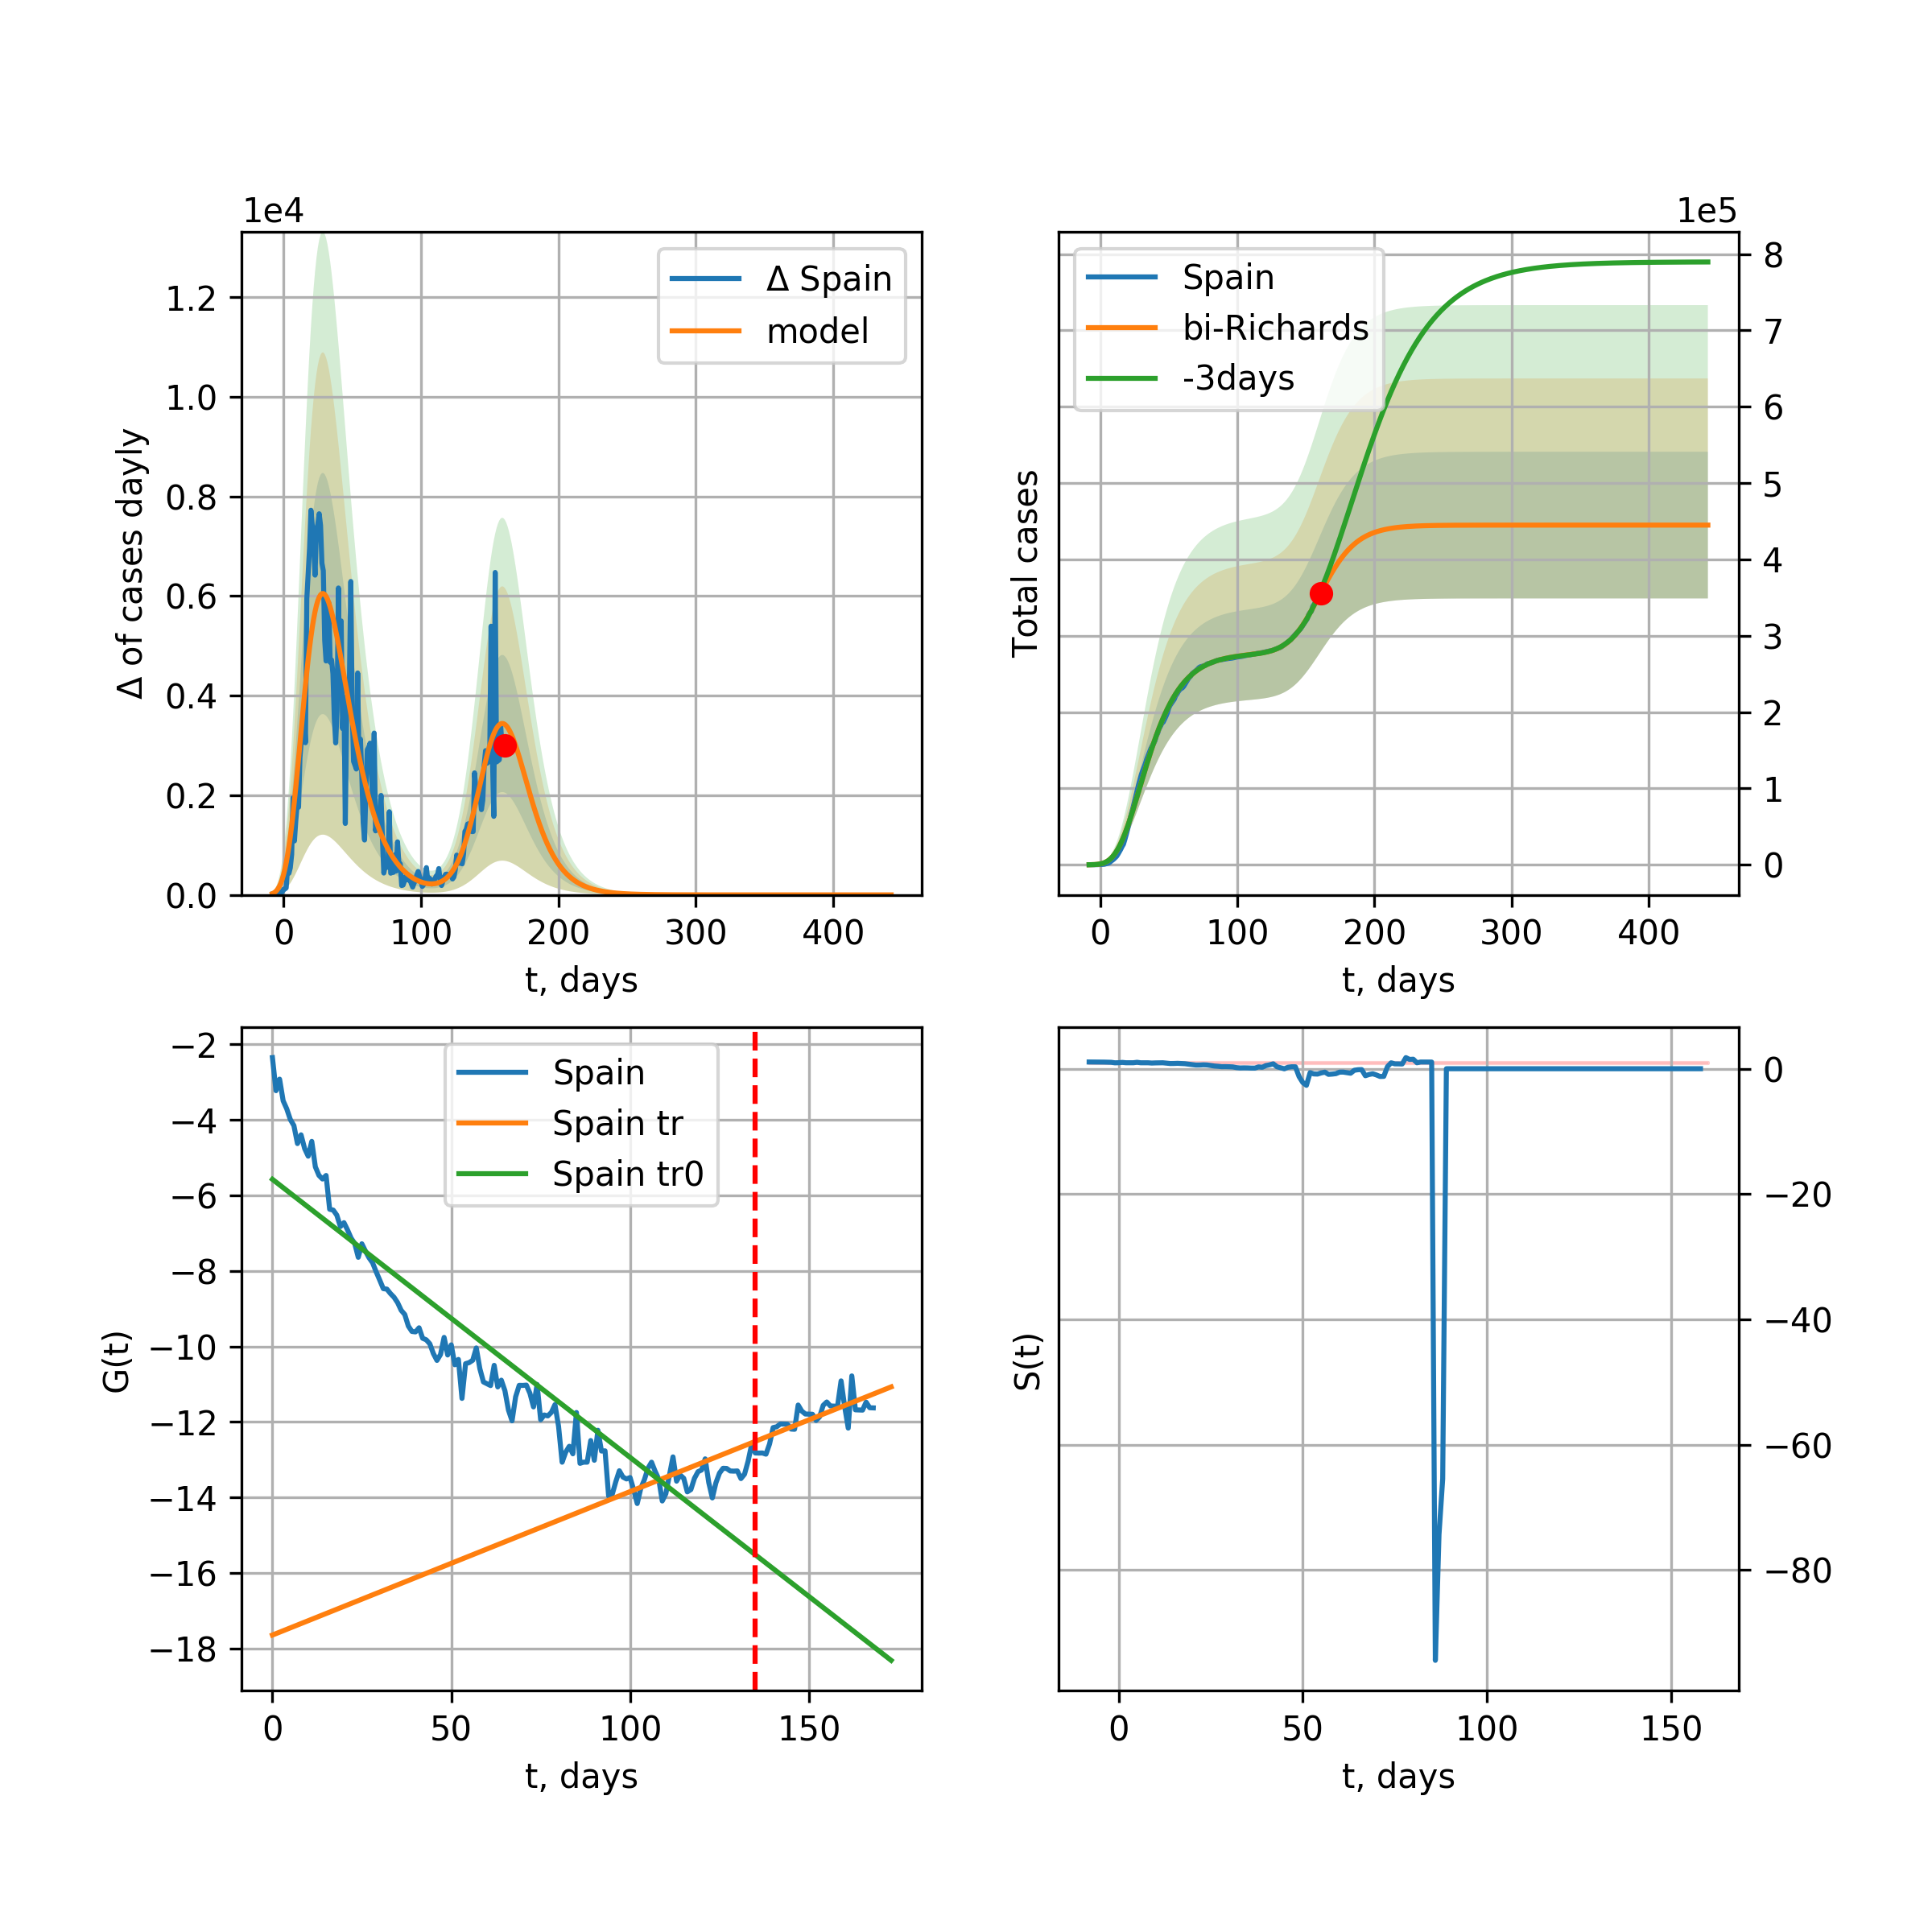 1e4
Δ of cases dayly
1.2
1.0
0.8
0.6
0.4
0.2
0.0
0 100 200 300 400
t, days
Δ Spain
model
1e5
Total cases
8
7
6
5
4
3
2
1
0
0 100 200 300 400
t, days
Spain
bi-Richards
-3days
G(t)
−2
−4
−6
−8
−10
−12
−14
−16
−18
0 50 100 150
t, days
Spain
Spain tr
Spain tr0
S(t)
0
−20
−40
−60
−80
0 50 100 150
t, days